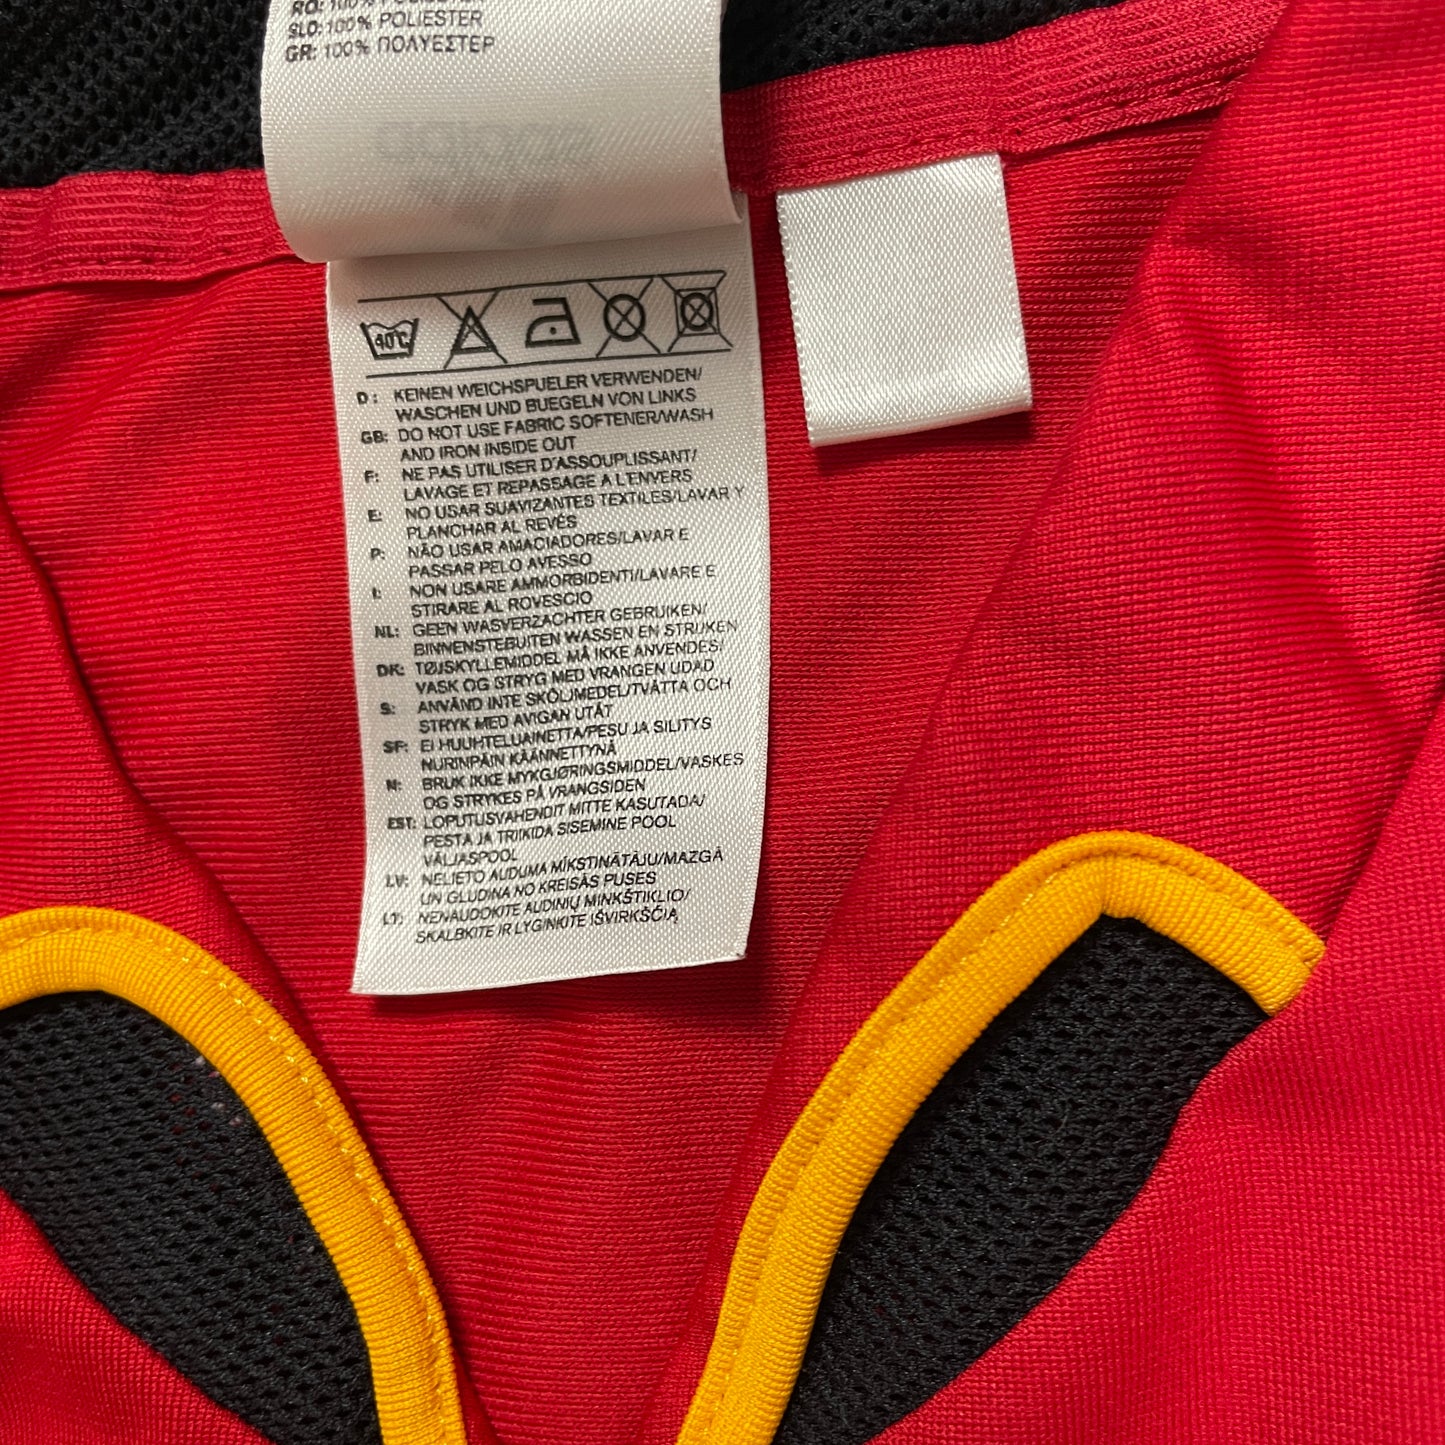 SLO: 100% POLIESTER
GR: 100% ΠΟΛΥΕΣΤΕΡ
40°C
D: KEINEN WEICHSPUELER VERWENDEN/
WASCHEN UND BUEGELN VON LINKS
GB: DO NOT USE FABRIC SOFTENER/WASH
AND IRON INSIDE OUT
F: NE PAS UTILISER D'ASSOUPLISSANT/
LAVAGE ET REPASSAGE A L'ENVERS
E: NO USAR SUAVIZANTES TEXTILES/LAVAR Y
PLANCHAR AL REVÉS
P: NÃO USAR AMACIADORES/LAVAR E
PASSAR PELO AVESSO
I: NON USARE AMMORBIDENTI/LAVARE E
STIRARE AL ROVESCIO
NL: GEEN WASVERZACHTER GEBRUIKEN/
BINNENSTEBUITEN WASSEN EN STRIJKEN
DK: TØJSKYLLEMIDDEL MÅ IKKE ANVENDES/
VASK OG STRYG MED VRANGEN UDAD
S: ANVÄND INTE SKÖLJMEDEL/TVÄTTA OCH
STRYK MED AVIGAN UTÅT
SF: EI HUUHTELUAINETTA/PESU JA SILITYS
NURINPÄIN KÄÄNNETTYNÄ
N: BRUK IKKE MYKGJØRINGSMIDDEL/VASKES
OG STRYKES PÅ VRANGSIDEN
EST: LOPUTUSVAHENDIT MITTE KASUTADA/
PESTA JA TRIIKIDA SISEMINE POOL
VÄLJASPOOL
LV: NELIETO AUDUMA MĪKSTINĀTĀJU/MAZGĀ
UN GLUDINA NO KREISĀS PUSES
LT: NENAUDOKITE AUDINIŲ MINKŠTIKLIO/
SKALBKITE IR LYGINKITE IŠVIRKŠČIĄ